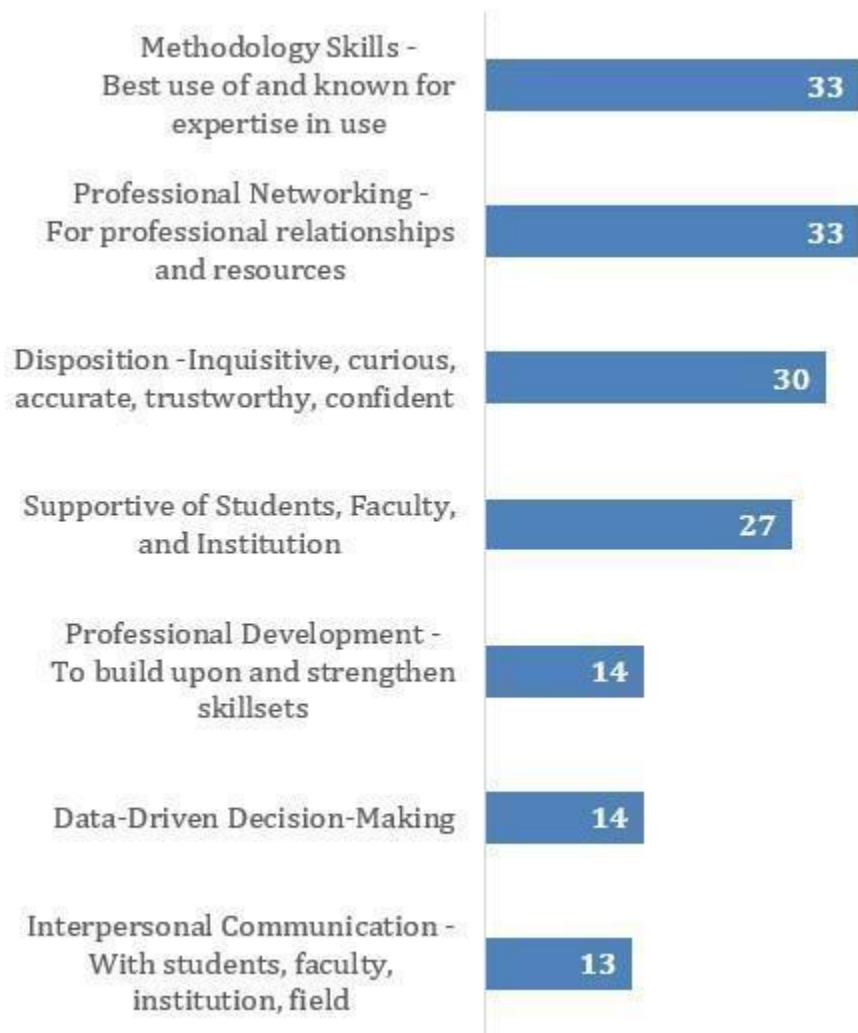 Methodology Skills -
Best use of and known for
expertise in use
33
Professional Networking -
For professional relationships
and resources
33
Disposition -Inquisitive, curious,
accurate, trustworthy, confident
30
Supportive of Students, Faculty,
and Institution
27
Professional Development -
To build upon and strengthen
skillsets
14
Data-Driven Decision-Making
14
Interpersonal Communication -
With students, faculty,
institution, field
13